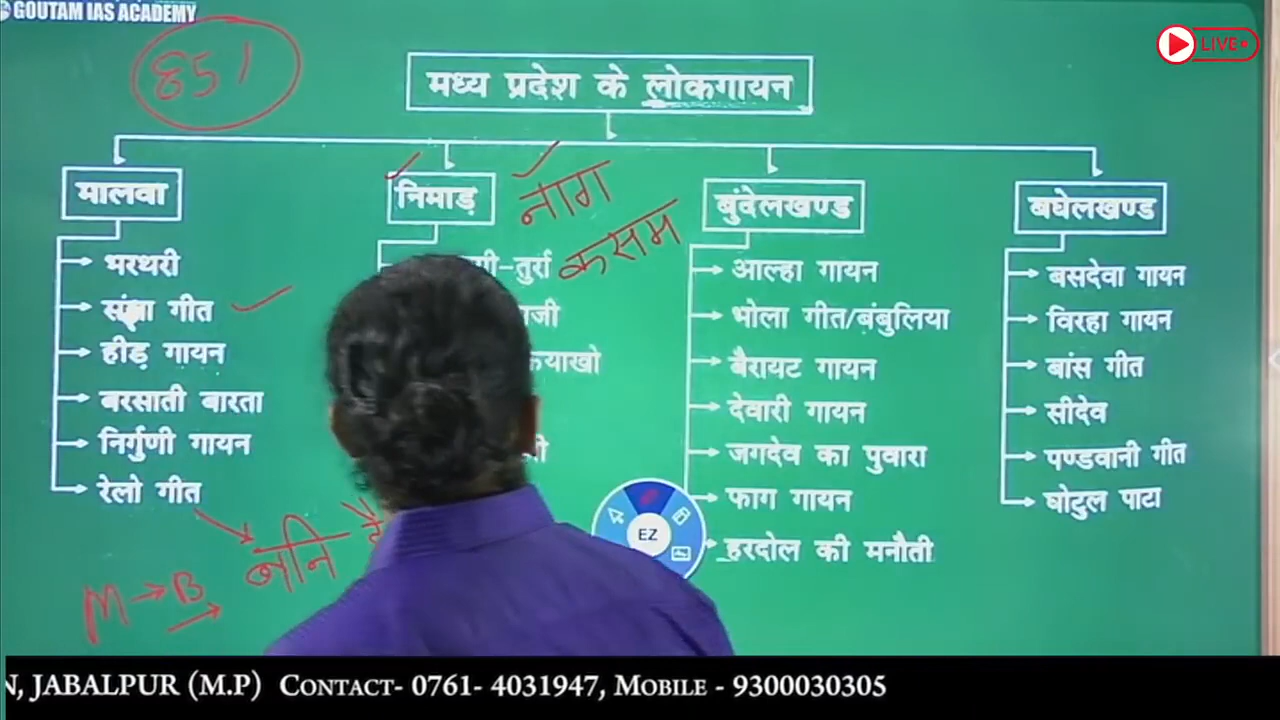 GOUTAM IAS ACADEMY
LIVE
851
मध्य प्रदेश के लोकगायन
मालवा
भरथरी
संझा गीत
हीड़ गायन
बरसाती बारता
निर्गुणी गायन
रेलो गीत
निमाड़
गी-तुर्रा
जी
कयाखो
नाग
कसम
बुंदेलखण्ड
आल्हा गायन
भोला गीत/बंबुलिया
बैरायट गायन
देवारी गायन
जगदेव का पुवारा
फाग गायन
हरदोल की मनौती
बघेलखण्ड
बसदेवा गायन
विरहा गायन
बांस गीत
सीदेव
पण्डवानी गीत
घोटुल पाटा
M → B
EZ
N, JABALPUR (M.P) CONTACT- 0761- 4031947, MOBILE - 9300030305